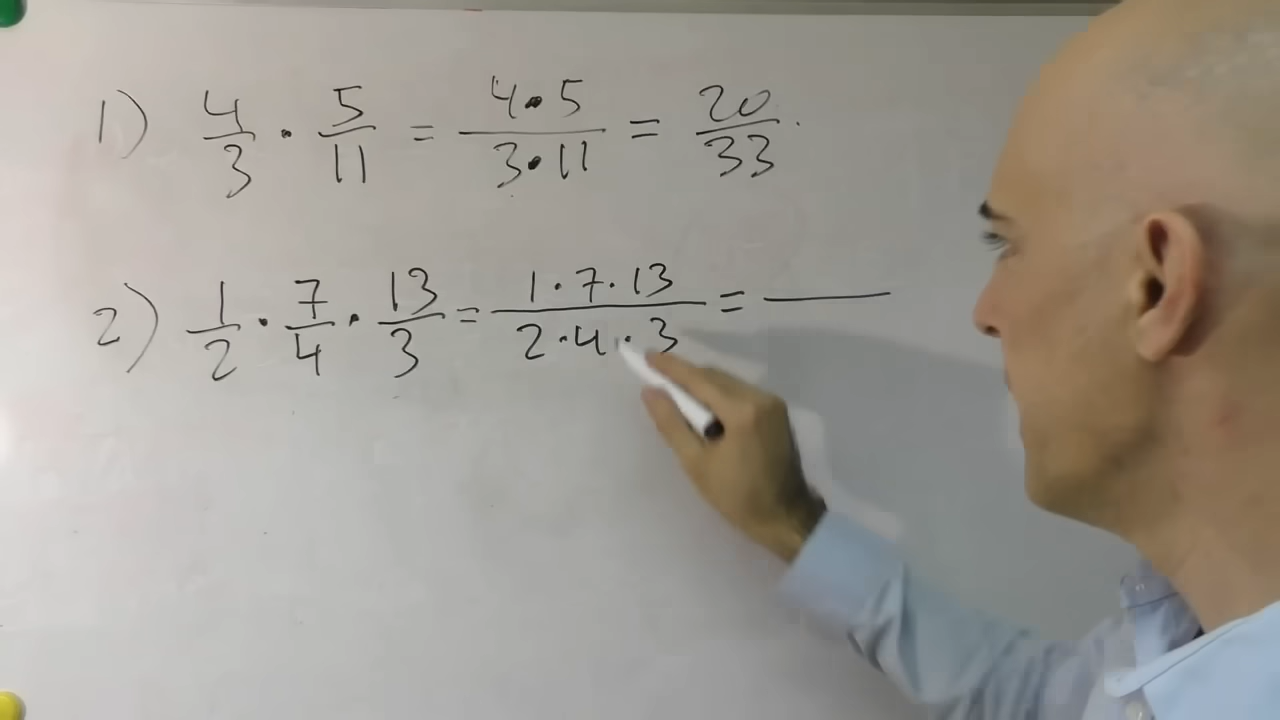 1) 4/3 · 5/11 = 4·5/3·11 = 20/33.
2) 1/2 · 7/4 · 13/3 = 1·7·13/2·4·3 =